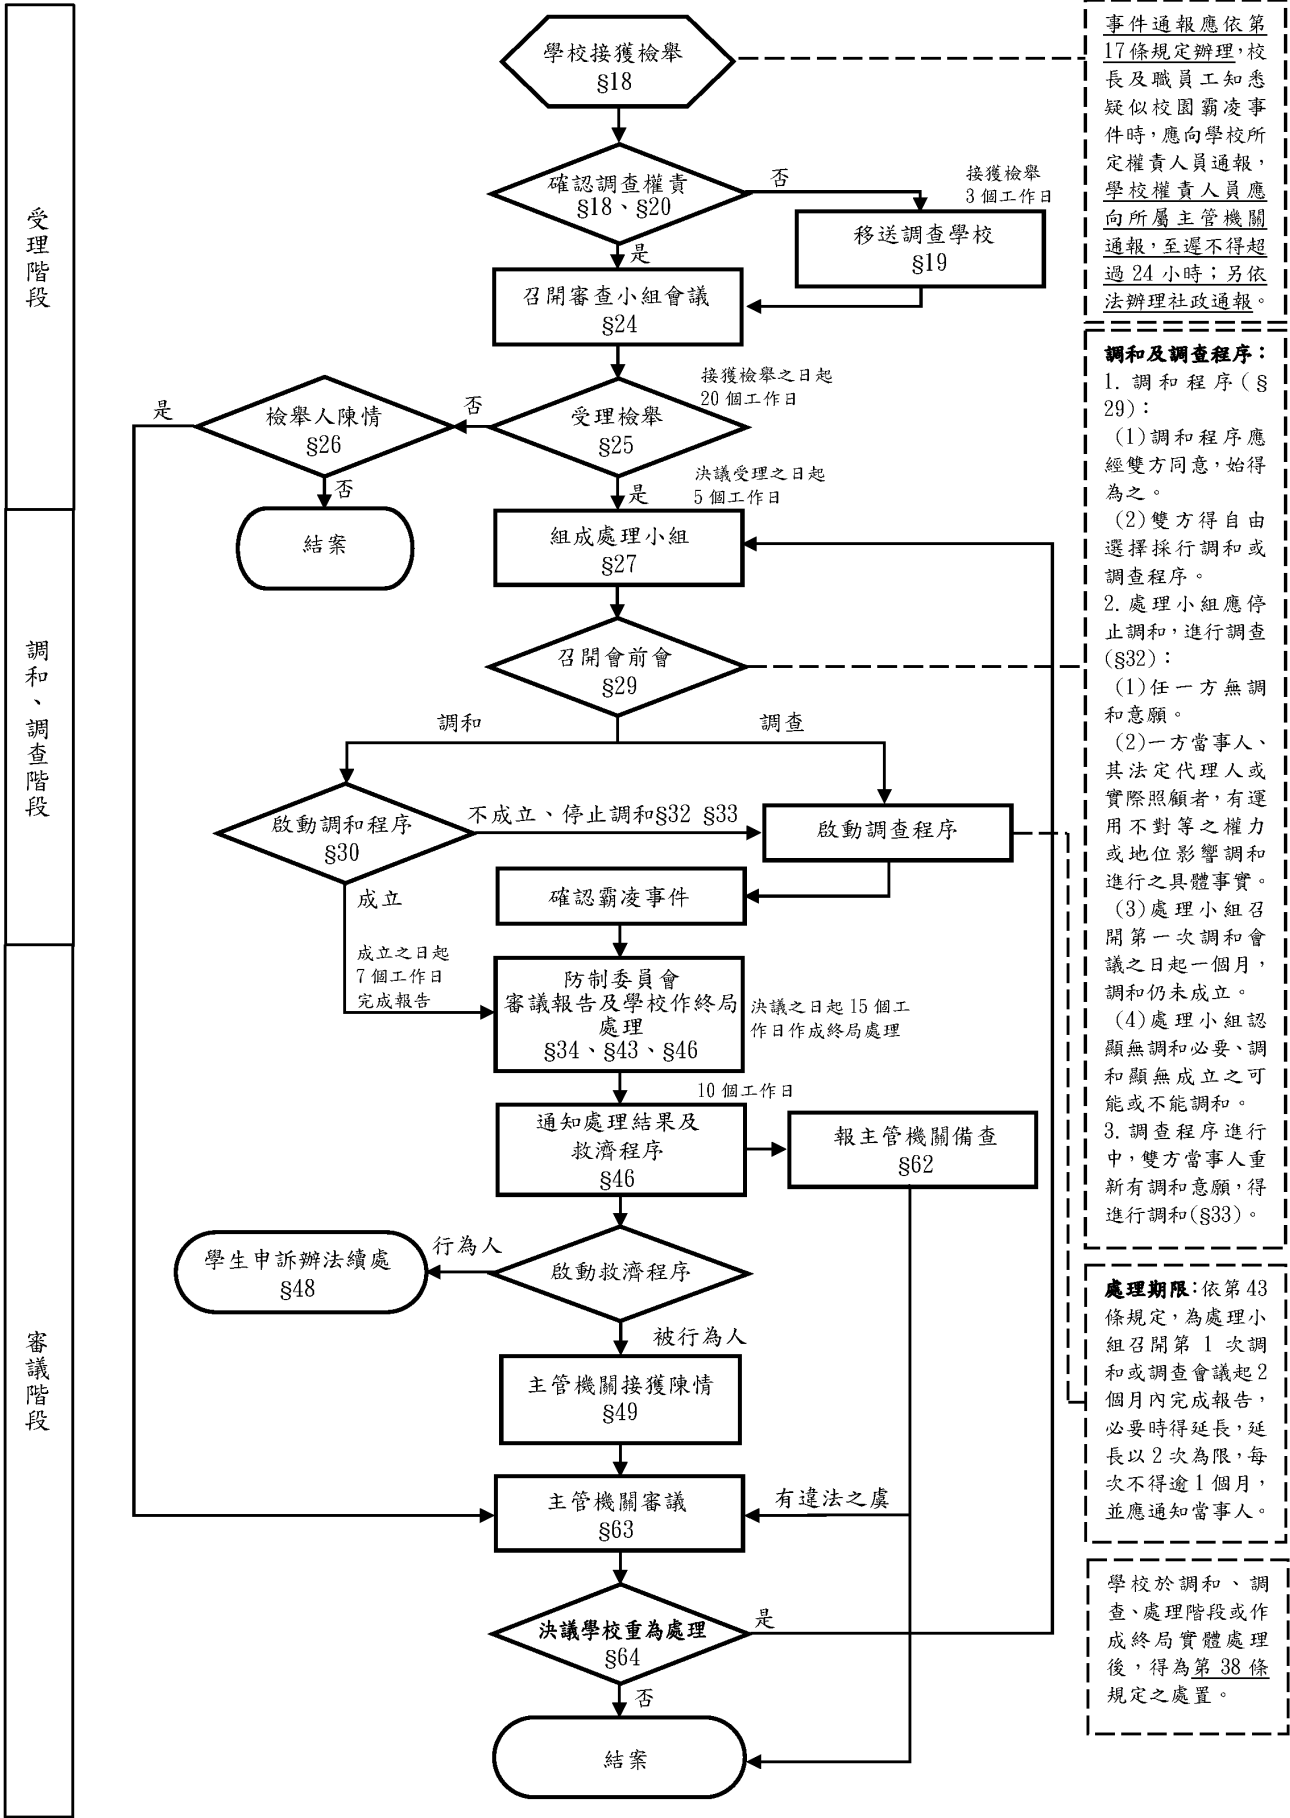 受理階段
調和、調查階段
審議階段
學校接獲檢舉
§18
確認調查權責
§18、§20
否
接獲檢舉
3 個工作日
移送調查學校
§19
是
召開審查小組會議
§24
接獲檢舉之日起
20 個工作日
受理檢舉
§25
否
檢舉人陳情
§26
是
否
結案
決議受理之日起
5 個工作日
是
組成處理小組
§27
召開會前會
§29
調和
調查
啟動調和程序
§30
不成立、停止調和§32 §33
啟動調查程序
成立
確認霸凌事件
成立之日起
7 個工作日
完成報告
防制委員會
審議報告及學校作終局
處理
§34、§43、§46
決議之日起 15 個工
作日作成終局處理
10 個工作日
通知處理結果及
救濟程序
§46
報主管機關備查
§62
啟動救濟程序
行為人
學生申訴辦法續處
§48
被行為人
主管機關接獲陳情
§49
主管機關審議
§63
有違法之虞
決議學校重為處理
§64
是
否
結案
事件通報應依第
17條規定辦理，校
長及職員工知悉
疑似校園霸凌事
件時，應向學校所
定權責人員通報，
學校權責人員應
向所屬主管機關
通報，至遲不得超
過 24 小時；另依
法辦理社政通報。
調和及調查程序：
1. 調和程序(§
29)：
(1)調和程序應
經雙方同意，始得
為之。
(2)雙方得自由
選擇採行調和或
調查程序。
2. 處理小組應停
止調和，進行調查
(§32)：
(1)任一方無調
和意願。
(2)一方當事人、
其法定代理人或
實際照顧者，有運
用不對等之權力
或地位影響調和
進行之具體事實。
(3)處理小組召
開第一次調和會
議之日起一個月，
調和仍未成立。
(4)處理小組認
顯無調和必要、調
和顯無成立之可
能或不能調和。
3. 調查程序進行
中，雙方當事人重
新有調和意願，得
進行調和(§33)。
處理期限：依第 43
條規定，為處理小
組召開第 1 次調
和或調查會議起 2
個月內完成報告，
必要時得延長，延
長以 2 次為限，每
次不得逾 1 個月，
並應通知當事人。
學校於調和、調
查、處理階段或作
成終局實體處理
後，得為第 38 條
規定之處置。